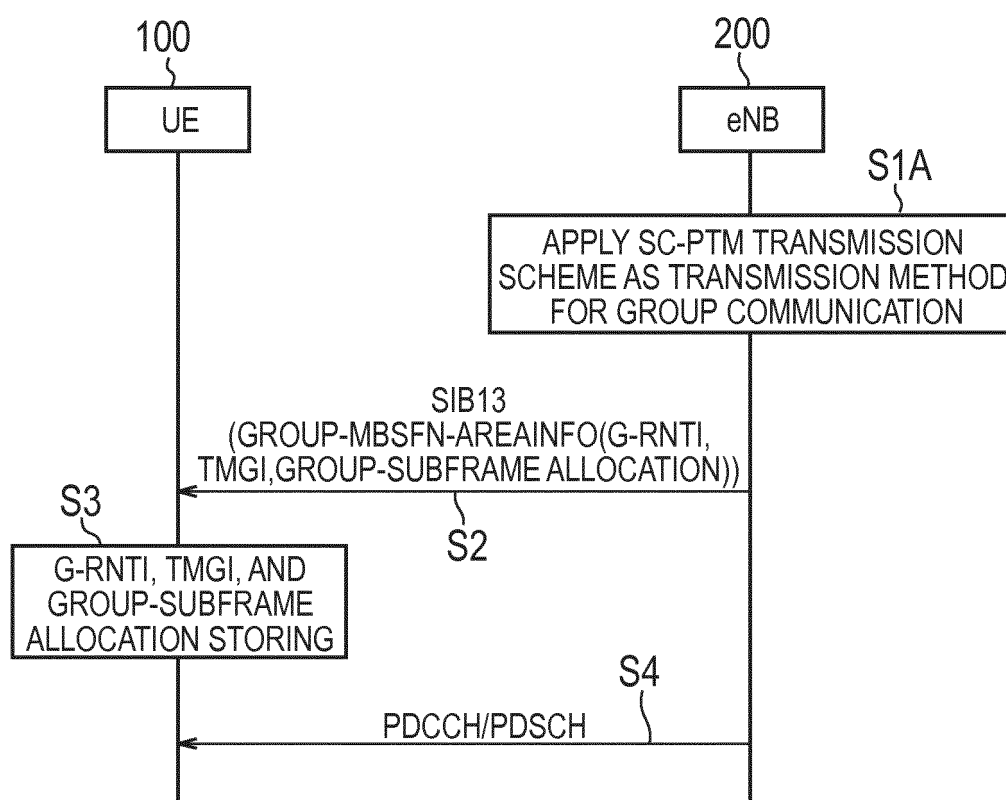 100
200
UE
eNB
S1A
APPLY SC-PTM TRANSMISSION
SCHEME AS TRANSMISSION METHOD
FOR GROUP COMMUNICATION
SIB13
(GROUP-MBSFN-AREAINFO(G-RNTI,
TMGI,GROUP-SUBFRAME ALLOCATION))
S2
S3
G-RNTI, TMGI, AND
GROUP-SUBFRAME
ALLOCATION STORING
S4
PDCCH/PDSCH